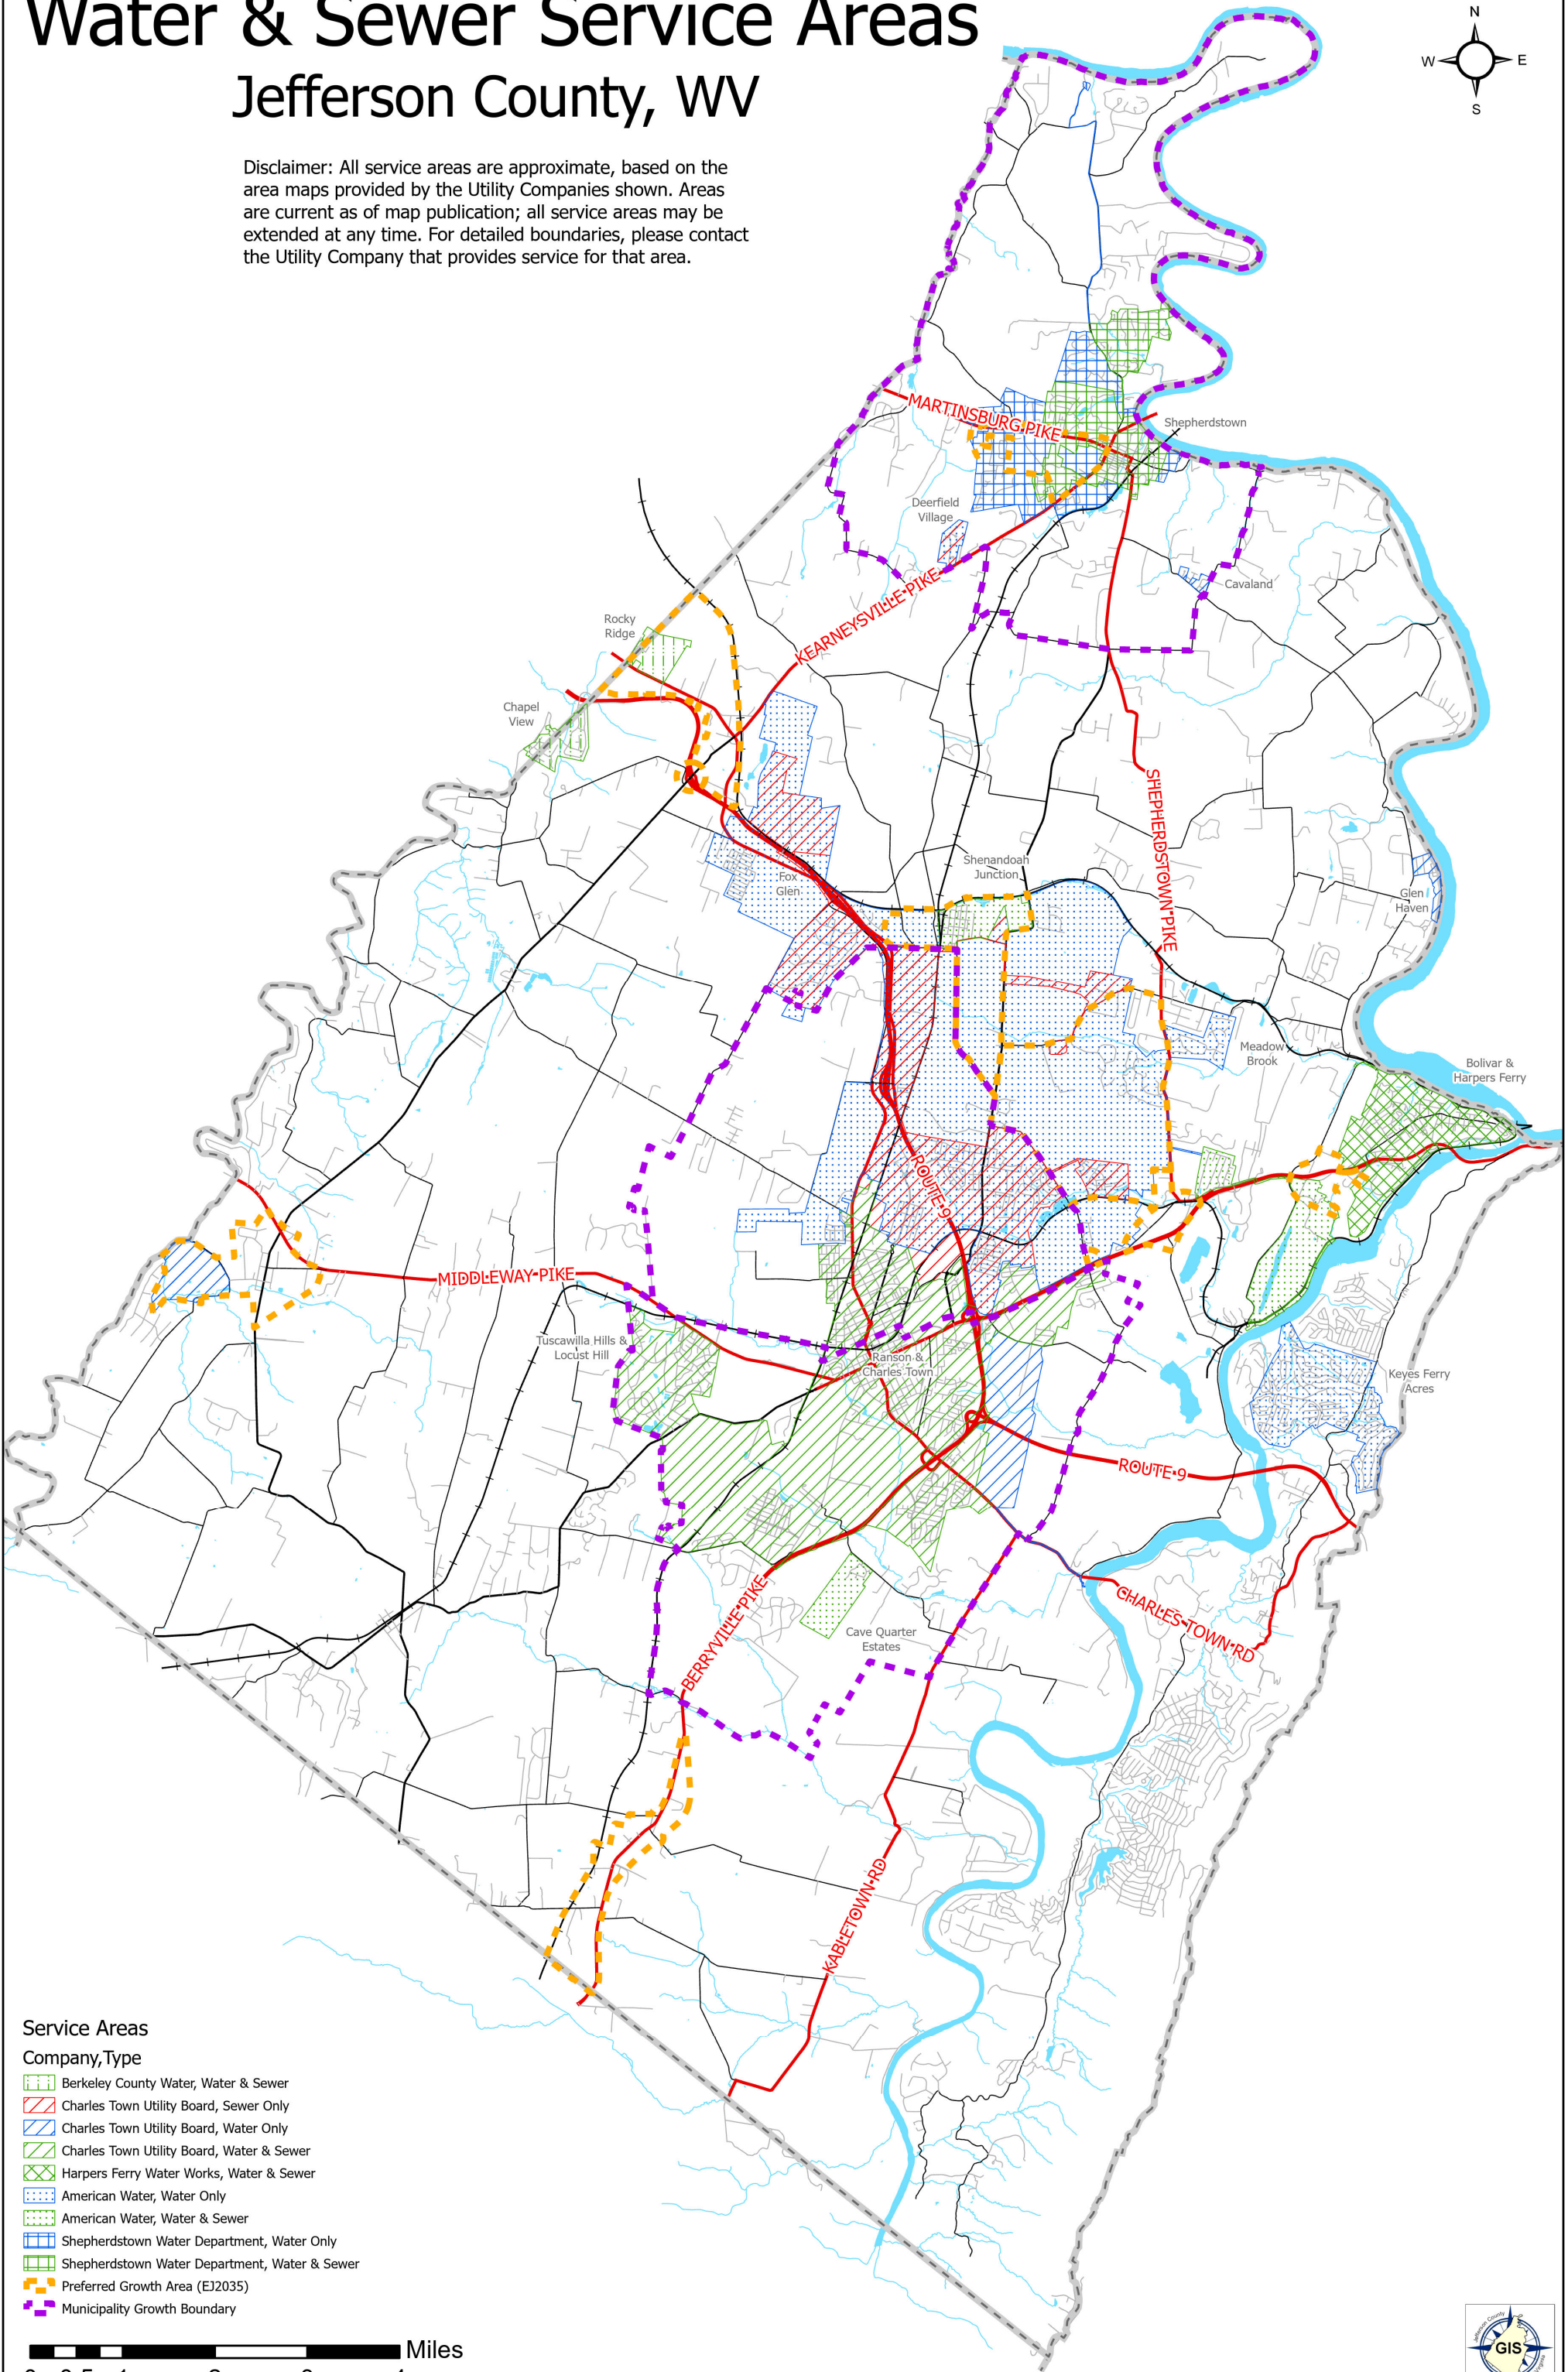 Water & Sewer Service Areas
Jefferson County, WV
Disclaimer: All service areas are approximate, based on the
area maps provided by the Utility Companies shown. Areas
are current as of map publication; all service areas may be
extended at any time. For detailed boundaries, please contact
the Utility Company that provides service for that area.
N
W
E
S
MARTINSBURG PIKE
Shepherdstown
Deerfield
Village
KEARNEYSVILLE PIKE
Cavaland
Rocky
Ridge
Chapel
View
SHEPHERDSTOWN PIKE
Shenandoah
Junction
Fox
Glen
Glen
Haven
Meadow
Brook
Bolivar &
Harpers Ferry
ROUTE 9
MIDDLEWAY PIKE
Tuscawilla Hills &
Locust Hill
Ranson &
Charles Town
Keyes Ferry
Acres
ROUTE 9
CHARLES TOWN RD
BERRYVILLE PIKE
Cave Quarter
Estates
KABLETOWN RD
Service Areas
Company,Type
Berkeley County Water, Water & Sewer
Charles Town Utility Board, Sewer Only
Charles Town Utility Board, Water Only
Charles Town Utility Board, Water & Sewer
Harpers Ferry Water Works, Water & Sewer
American Water, Water Only
American Water, Water & Sewer
Shepherdstown Water Department, Water Only
Shepherdstown Water Department, Water & Sewer
Preferred Growth Area (EJ2035)
Municipality Growth Boundary
Miles
Jefferson County
GIS